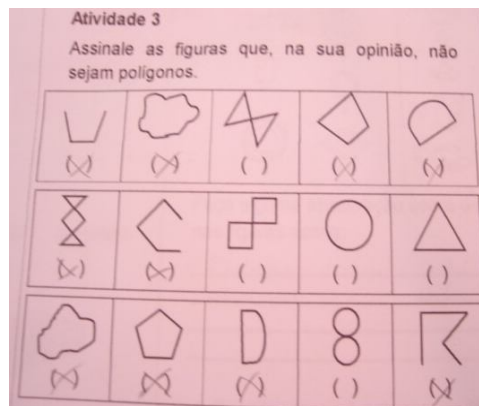 Atividade 3
Assinale as figuras que, na sua opinião, não
sejam polígonos.
(X) (X) ( ) (X) (X)
(X) (X) ( ) ( ) ( )
(X) (X) (X) ( ) (X)